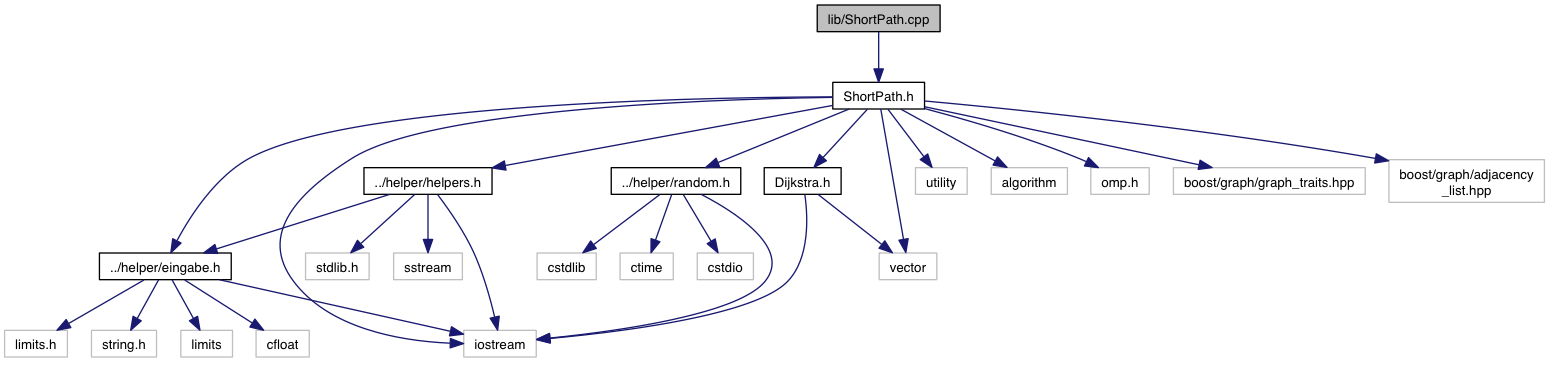 lib/ShortPath.cpp
ShortPath.h
../helper/helpers.h
../helper/random.h
Dijkstra.h
utility
algorithm
omp.h
boost/graph/graph_traits.hpp
boost/graph/adjacency
_list.hpp
../helper/eingabe.h
stdlib.h
sstream
cstdlib
ctime
cstdio
vector
limits.h
string.h
limits
cfloat
iostream